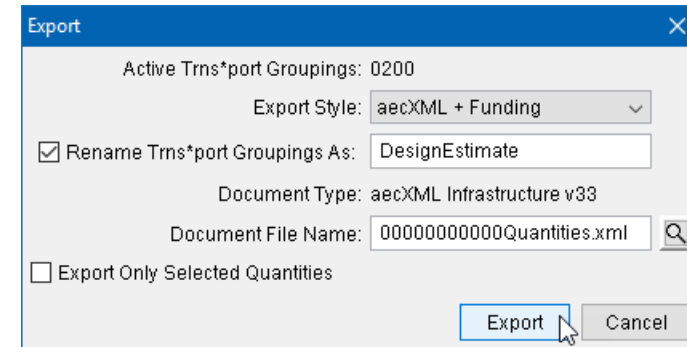 Export
Active Trns*port Groupings: 0200
Export Style: aecXML + Funding
Rename Trns*port Groupings As: DesignEstimate
Document Type: aecXML Infrastructure v33
Document File Name: 00000000000Quantities.xml
Export Only Selected Quantities
Export Cancel